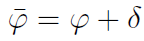 φ̄ = φ + δ